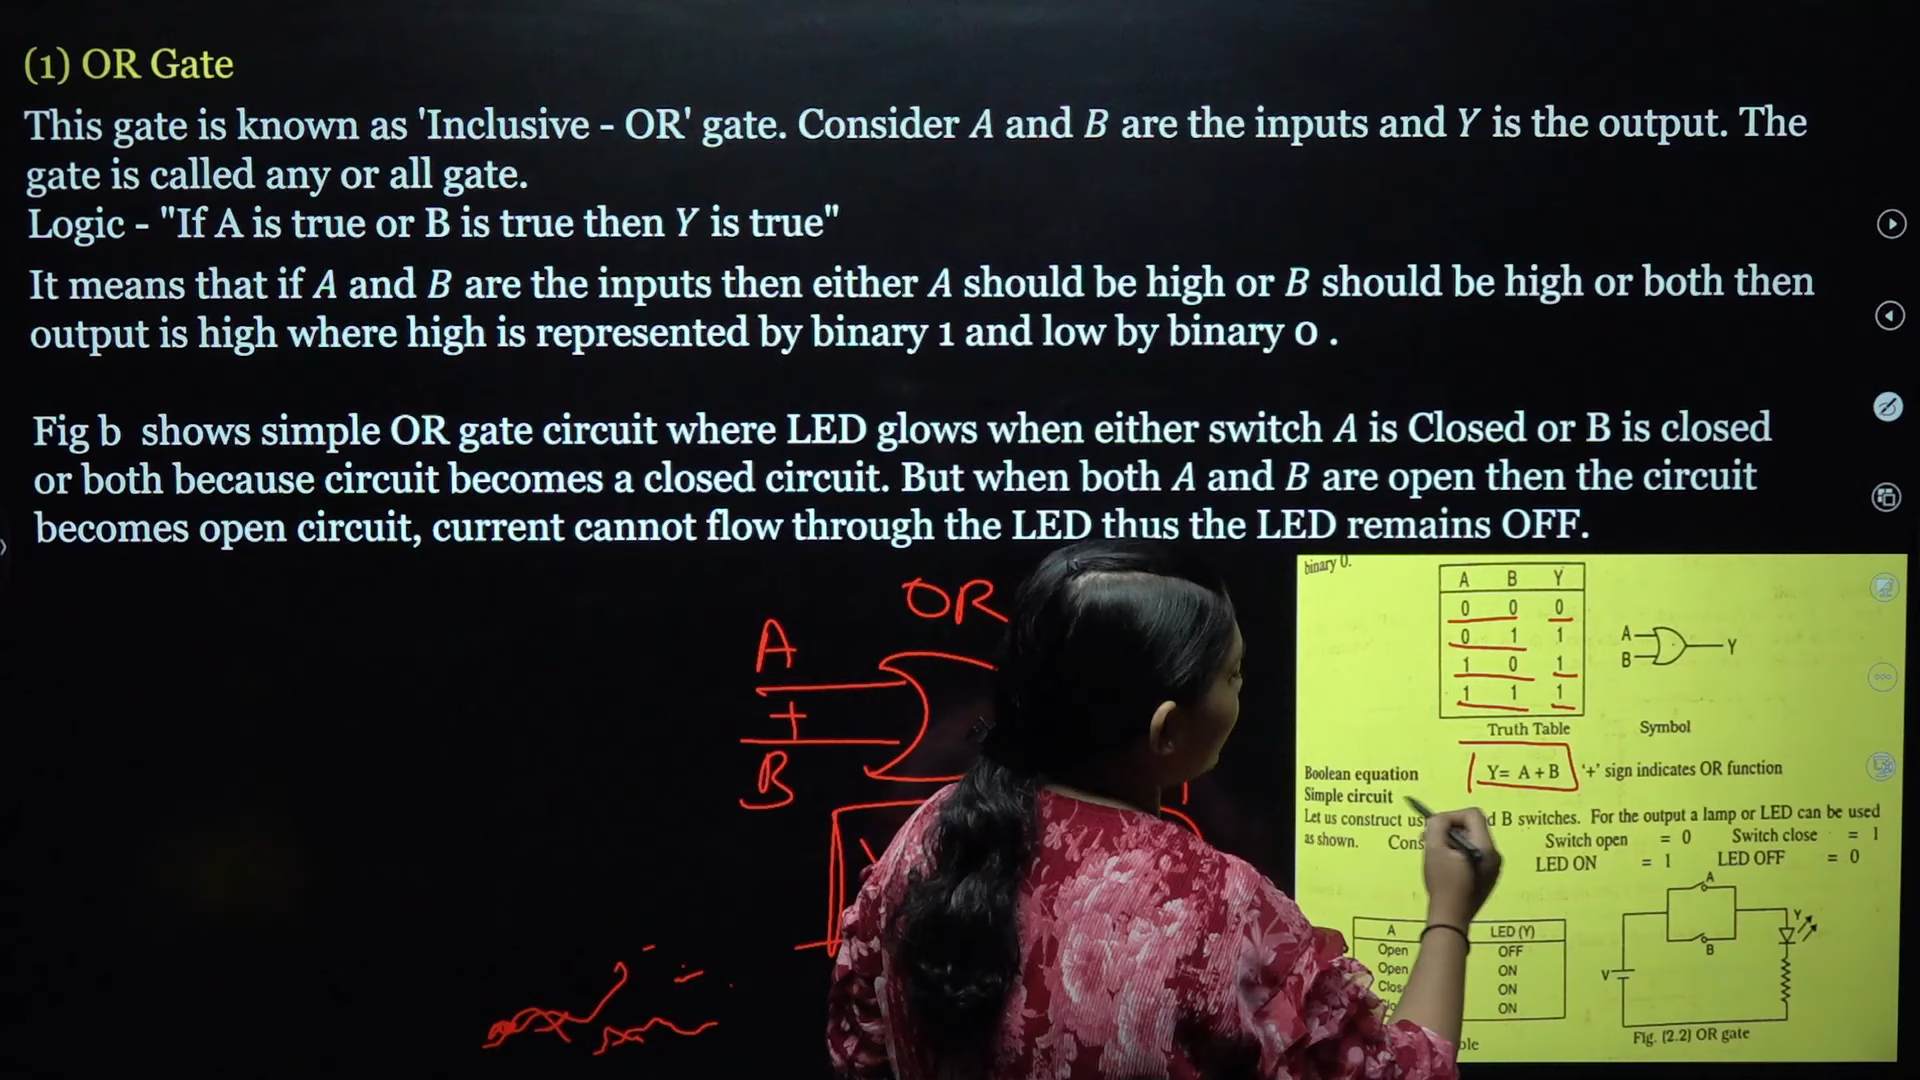 (1) OR Gate
This gate is known as 'Inclusive - OR' gate. Consider A and B are the inputs and Y is the output. The
gate is called any or all gate.
Logic - "If A is true or B is true then Y is true"
It means that if A and B are the inputs then either A should be high or B should be high or both then
output is high where high is represented by binary 1 and low by binary 0 .
Fig b shows simple OR gate circuit where LED glows when either switch A is Closed or B is closed
or both because circuit becomes a closed circuit. But when both A and B are open then the circuit
becomes open circuit, current cannot flow through the LED thus the LED remains OFF.
OR
A
+
B
binary 0.
A B Y
0 0 0
0 1 1
1 0 1
1 1 1
Truth Table
A
B
Y
Symbol
Boolean equation Y= A + B '+' sign indicates OR function
Simple circuit
Let us construct B switches. For the output a lamp or LED can be used
as shown. Switch open = 0 Switch close = 1
LED ON = 1 LED OFF = 0
A LED (Y)
Open OFF
Open ON
ON
ON
A
B
Y
V
Fig. (2.2) OR gate